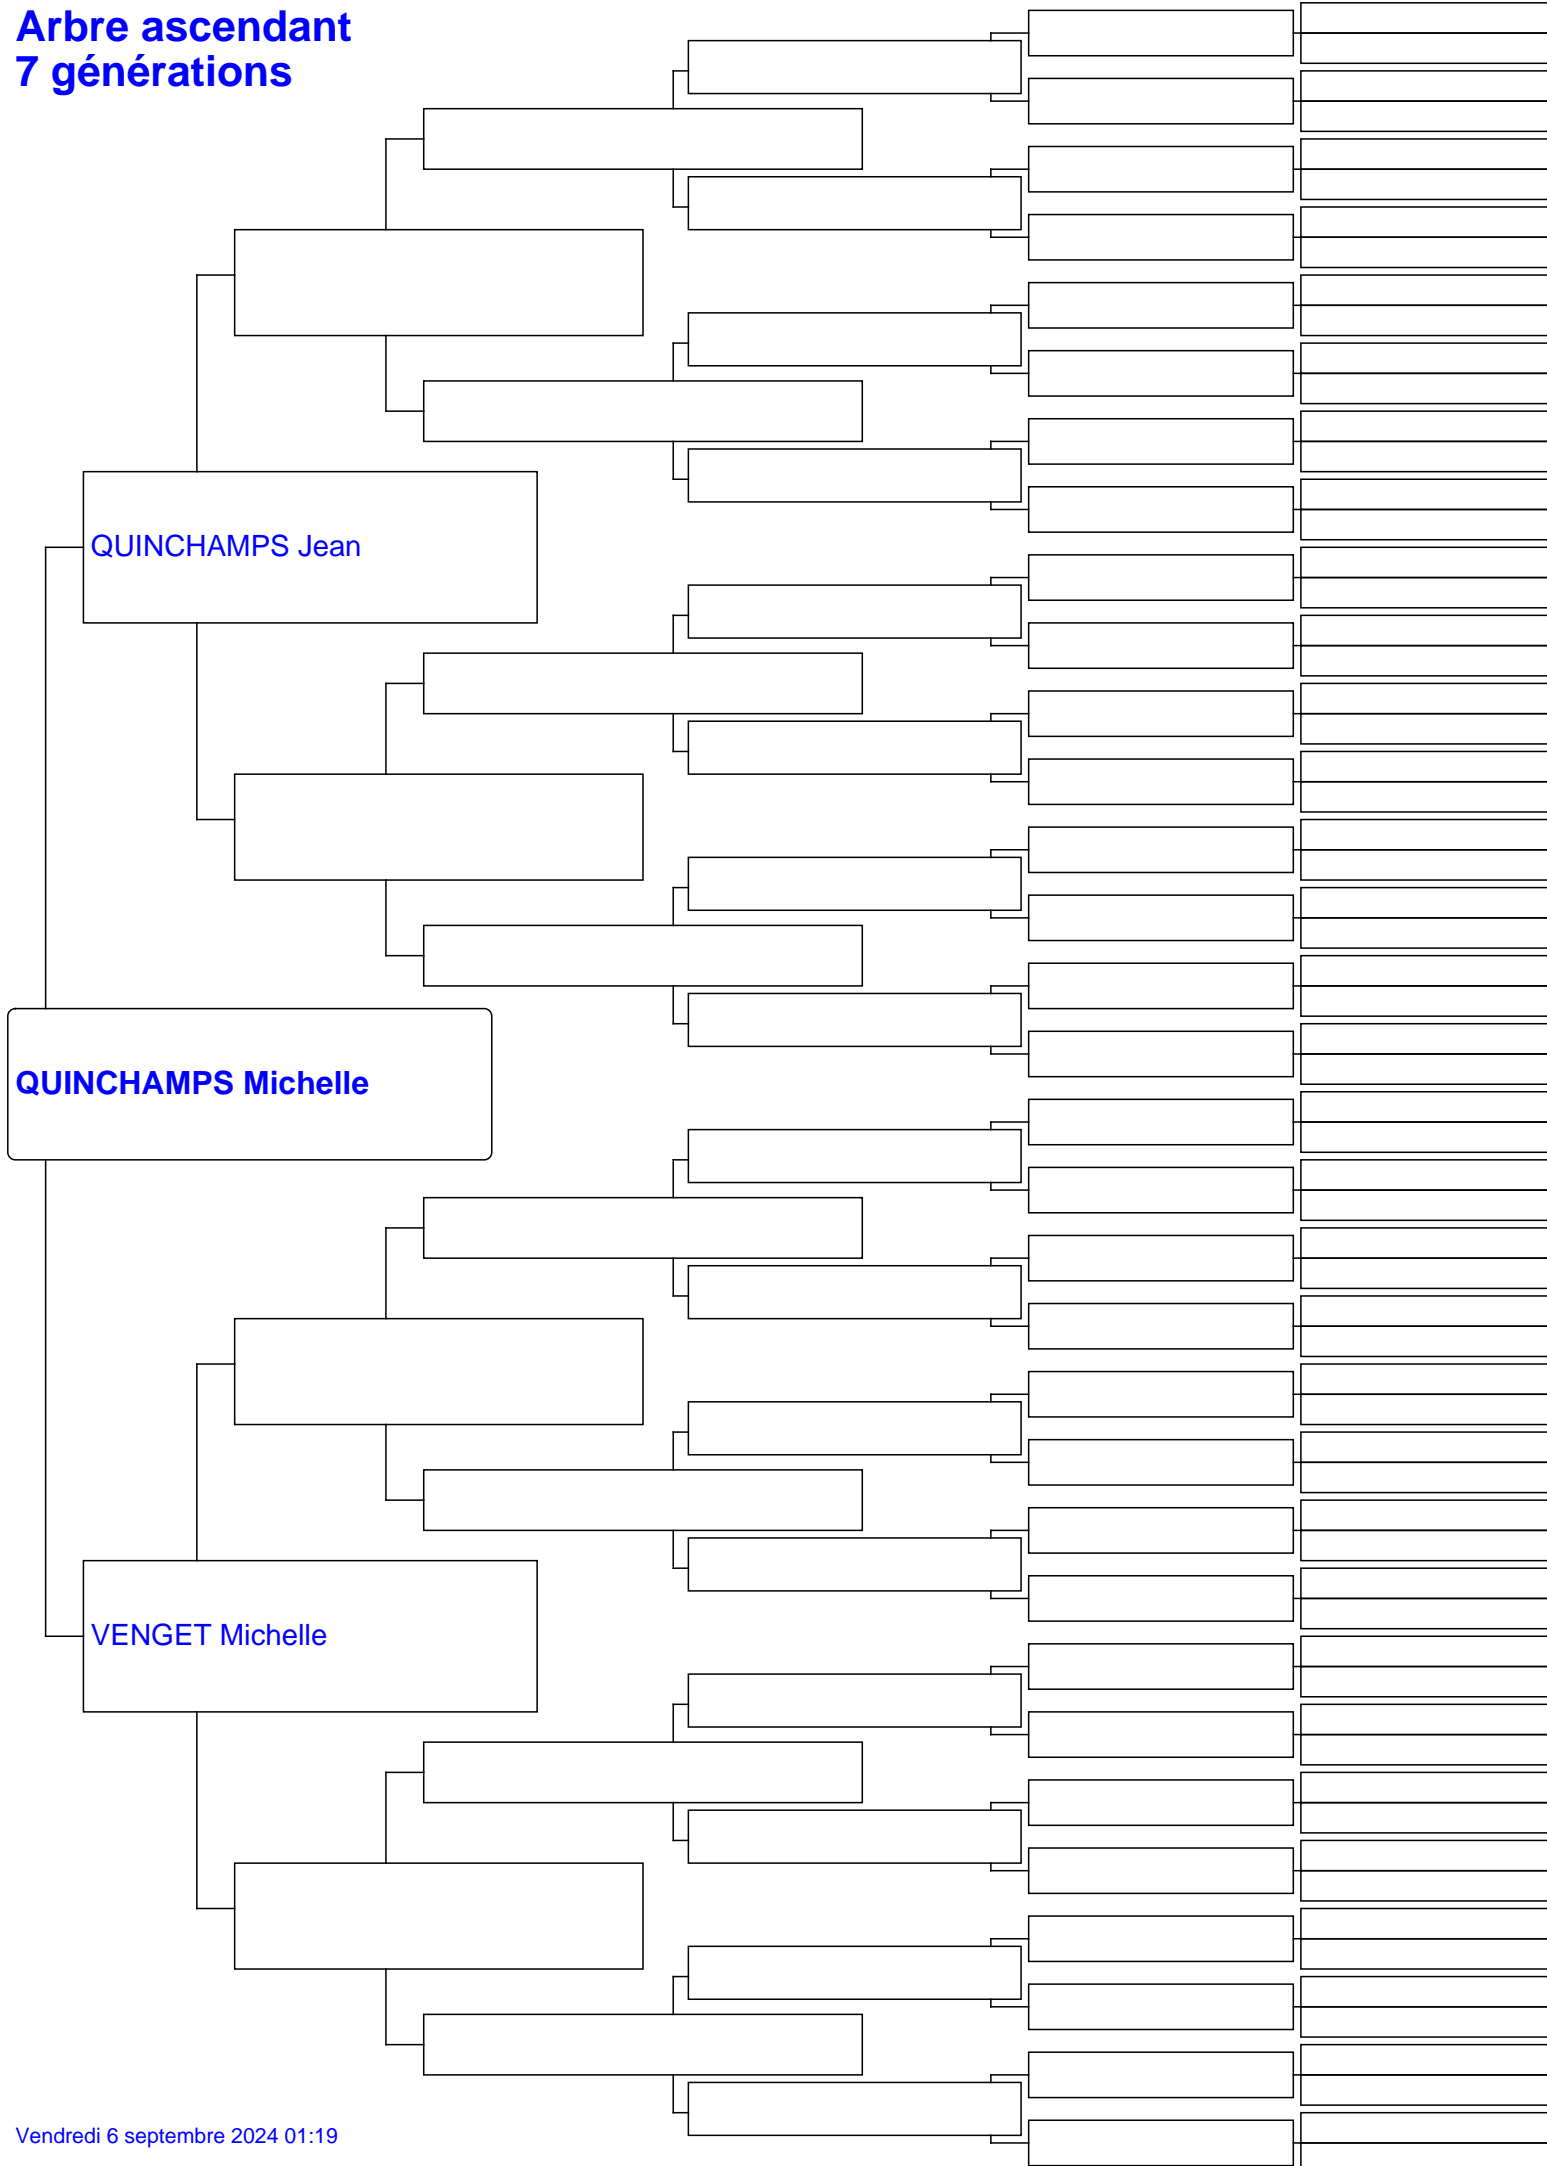 Arbre ascendant
7 générations
QUINCHAMPS Jean
QUINCHAMPS Michelle
VENGET Michelle
Vendredi 6 septembre 2024 01:19